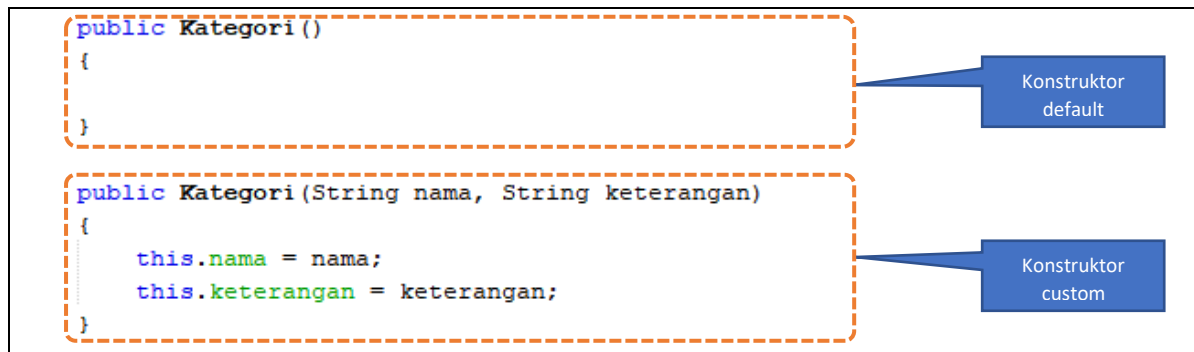 public Kategori()
{
}
Konstruktor
default
public Kategori(String nama, String keterangan)
{
this.nama = nama;
this.keterangan = keterangan;
}
Konstruktor
custom